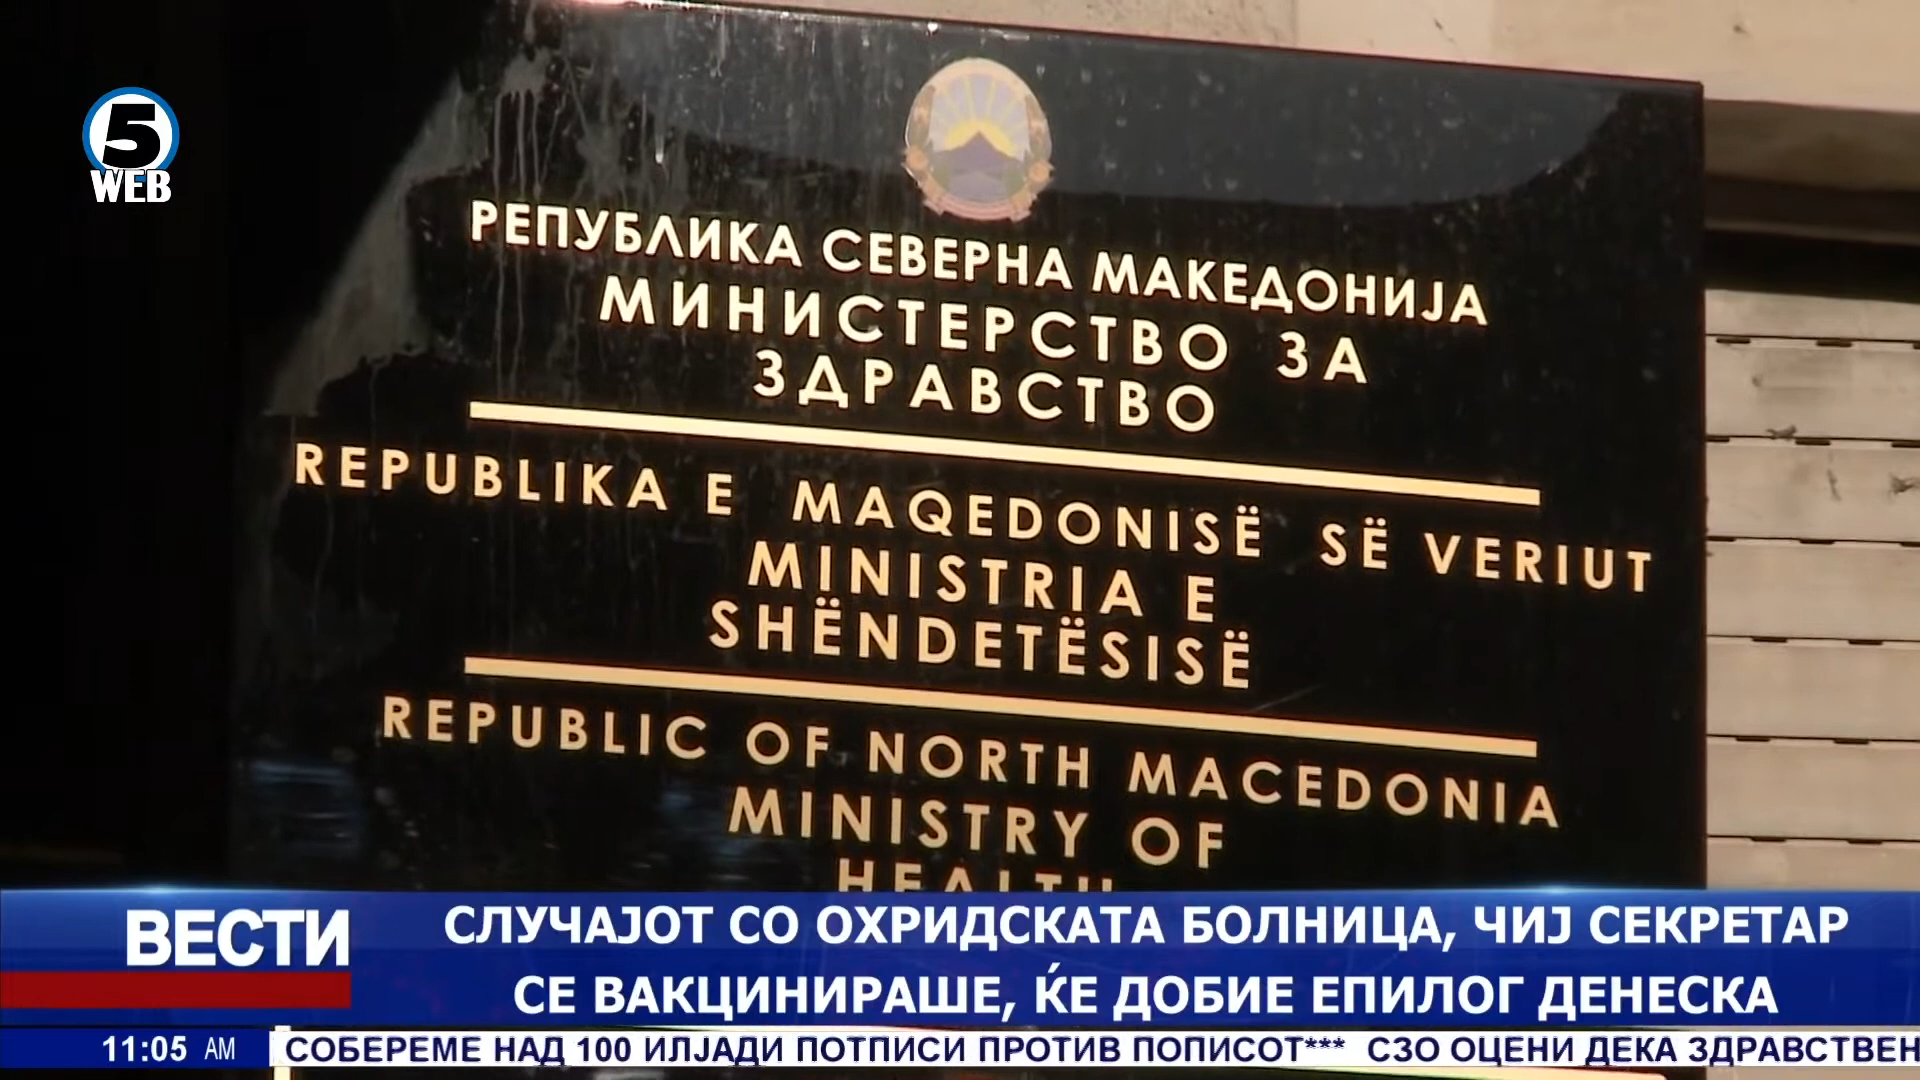 5
WEB
РЕПУБЛИКА СЕВЕРНА МАКЕДОНИЈА
МИНИСТЕРСТВО ЗА
ЗДРАВСТВО
REPUBLIKA E MAQEDONISË SË VERIUT
MINISTRIA E
SHËNDETËSISË
REPUBLIC OF NORTH MACEDONIA
MINISTRY OF
HEALTH
ВЕСТИ
СЛУЧАЈОТ СО ОХРИДСКАТА БОЛНИЦА, ЧИЈ СЕКРЕТАР
СЕ ВАКЦИНИРАШЕ, ЌЕ ДОБИЕ ЕПИЛОГ ДЕНЕСКА
11:05 AM
СОБЕРЕМЕ НАД 100 ИЛЈАДИ ПОТПИСИ ПРОТИВ ПОПИСОТ*** СЗО ОЦЕНИ ДЕКА ЗДРАВСТВЕН